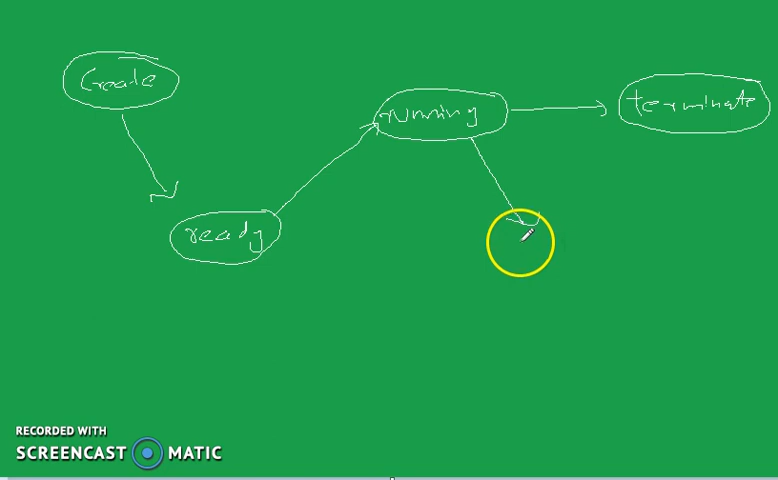 Create
running
terminate
ready
RECORDED WITH
SCREENCAST MATIC